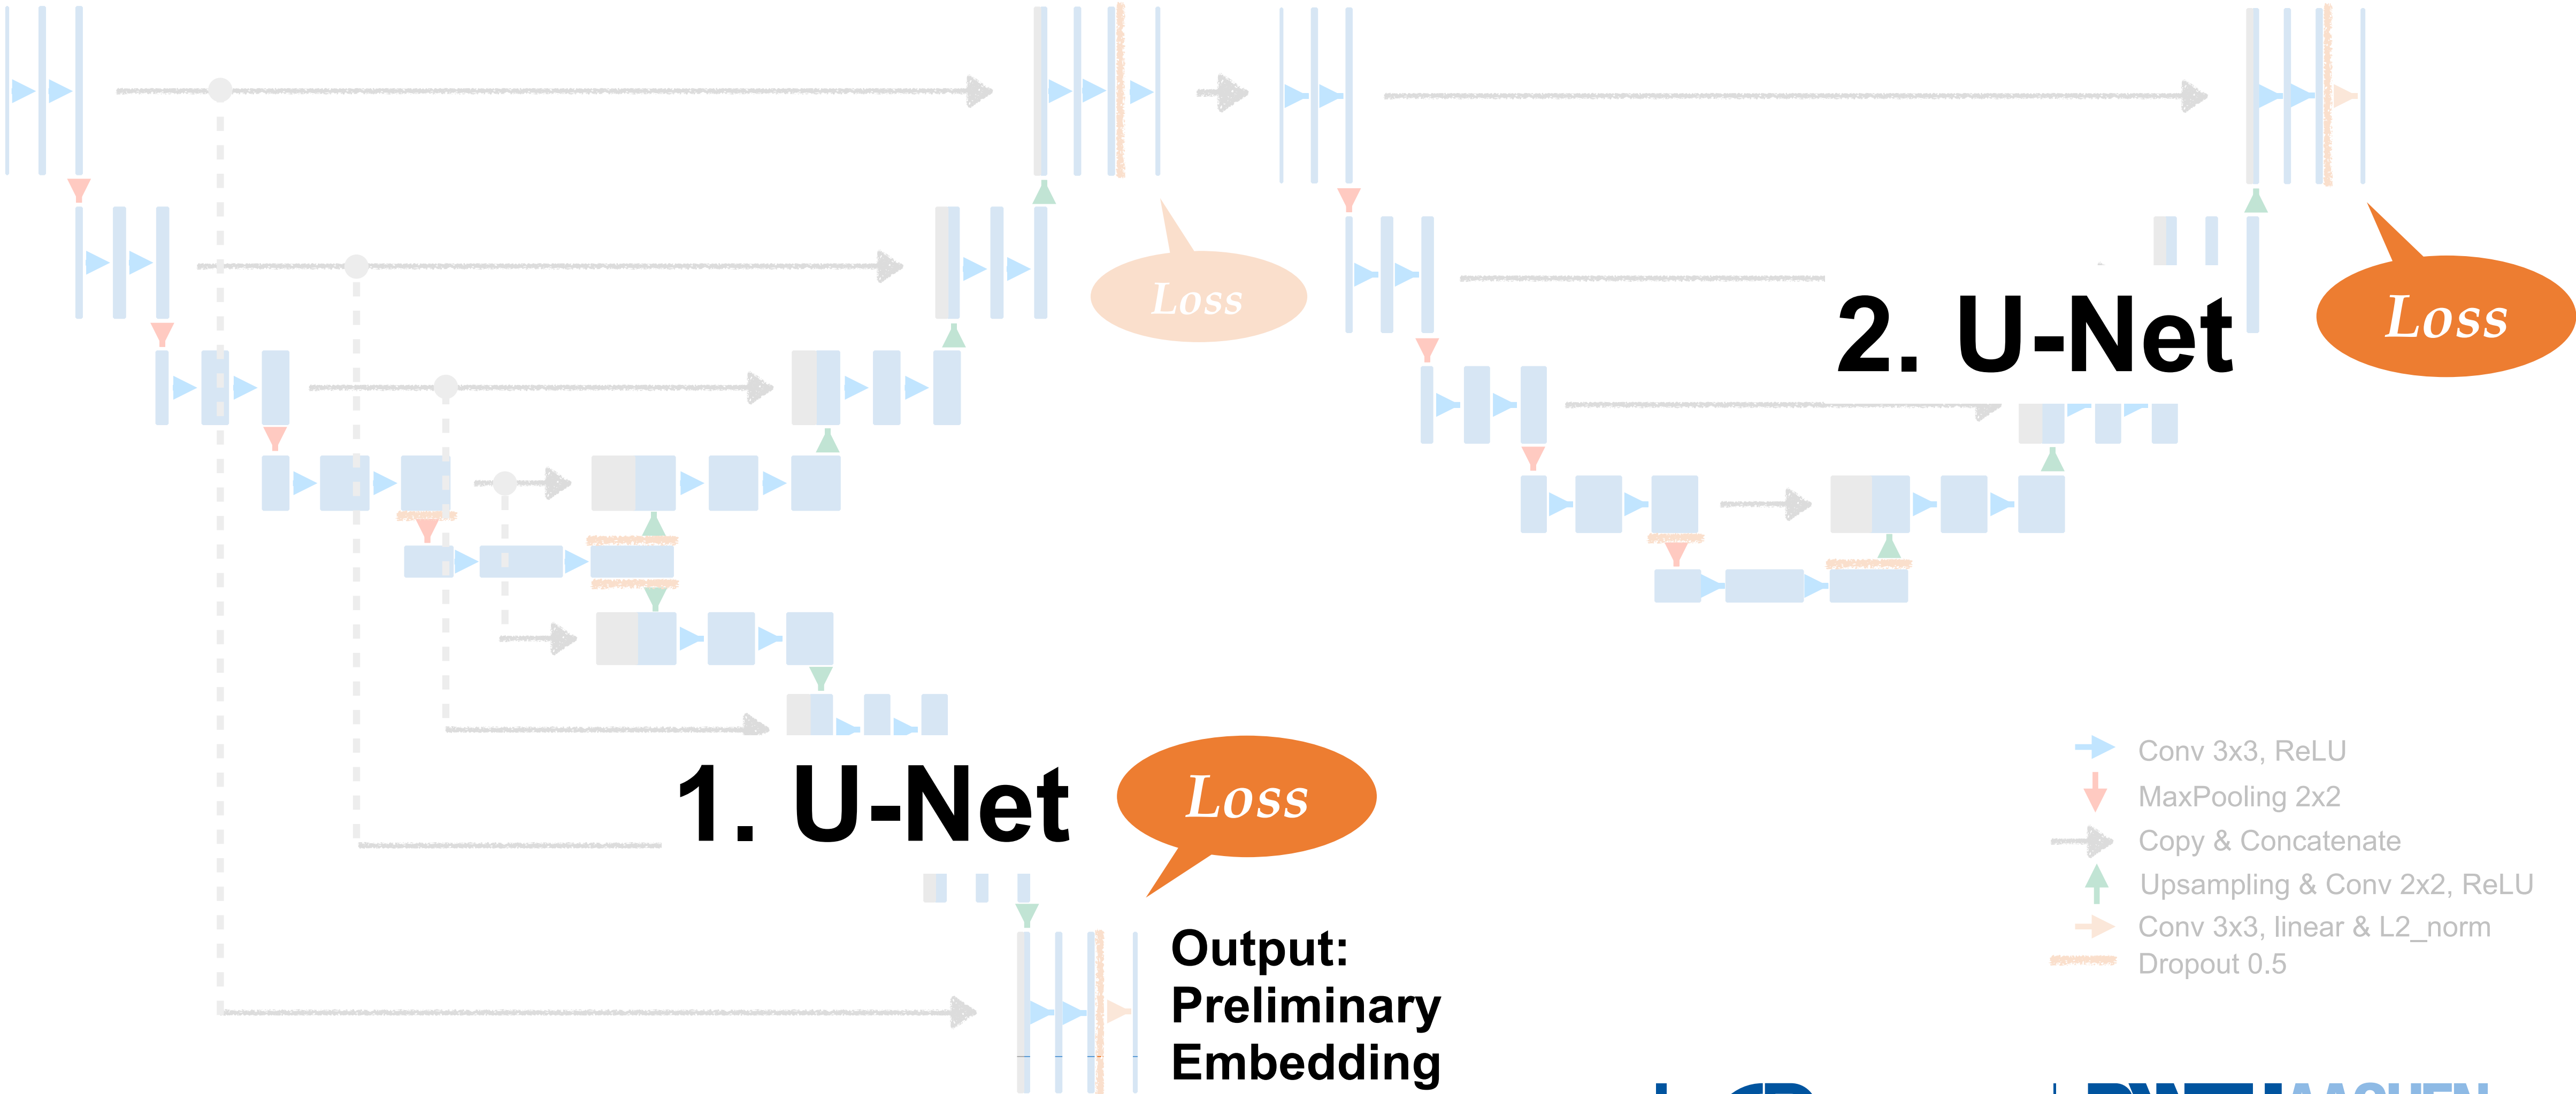 Loss
2. U-Net
Loss
1. U-Net
Loss
Output:
Preliminary
Embedding
Conv 3x3, ReLU
MaxPooling 2x2
Copy & Concatenate
Upsampling & Conv 2x2, ReLU
Conv 3x3, linear & L2_norm
Dropout 0.5